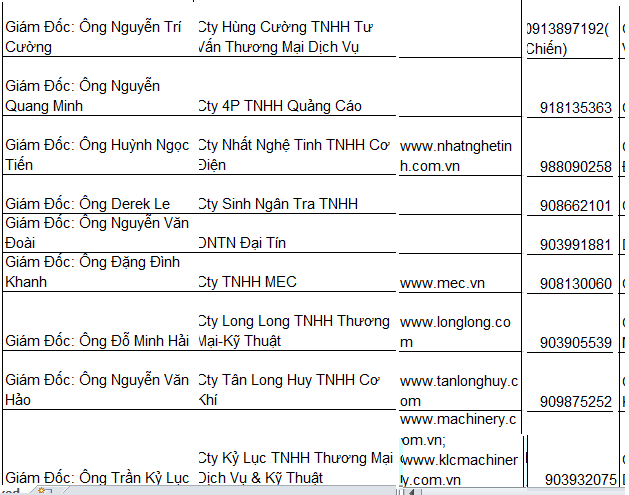 Giám Đốc: Ông Nguyễn Trí
Cường
Cty Hùng Cường TNHH Tư
Vấn Thương Mại Dịch Vụ
0913897192(
Chiến)
Giám Đốc: Ông Nguyễn
Quang Minh
Cty 4P TNHH Quảng Cáo
918135363
Giám Đốc: Ông Huỳnh Ngọc
Tiến
Cty Nhất Nghệ Tinh TNHH Cơ
Điện
www.nhatnghetin
h.com.vn
988090258
Giám Đốc: Ông Derek Le
Cty Sinh Ngân Tra TNHH
908662101
Giám Đốc: Ông Nguyễn Văn
Đoài
DNTN Đại Tín
903991881
Giám Đốc: Ông Đặng Đình
Khanh
Cty TNHH MEC
www.mec.vn
908130060
Giám Đốc: Ông Đỗ Minh Hải
Cty Long Long TNHH Thương
Mại-Kỹ Thuật
www.longlong.co
m
903905539
Giám Đốc: Ông Nguyễn Văn
Hảo
Cty Tân Long Huy TNHH Cơ
Khí
www.tanlonghuy.c
om
909875252
Giám Đốc: Ông Trần Kỷ Lục
Cty Kỷ Lục TNHH Thương Mại
Dịch Vụ & Kỹ Thuật
www.machinery.c
om.vn;
www.klcmachiner
y.com.vn
903932075